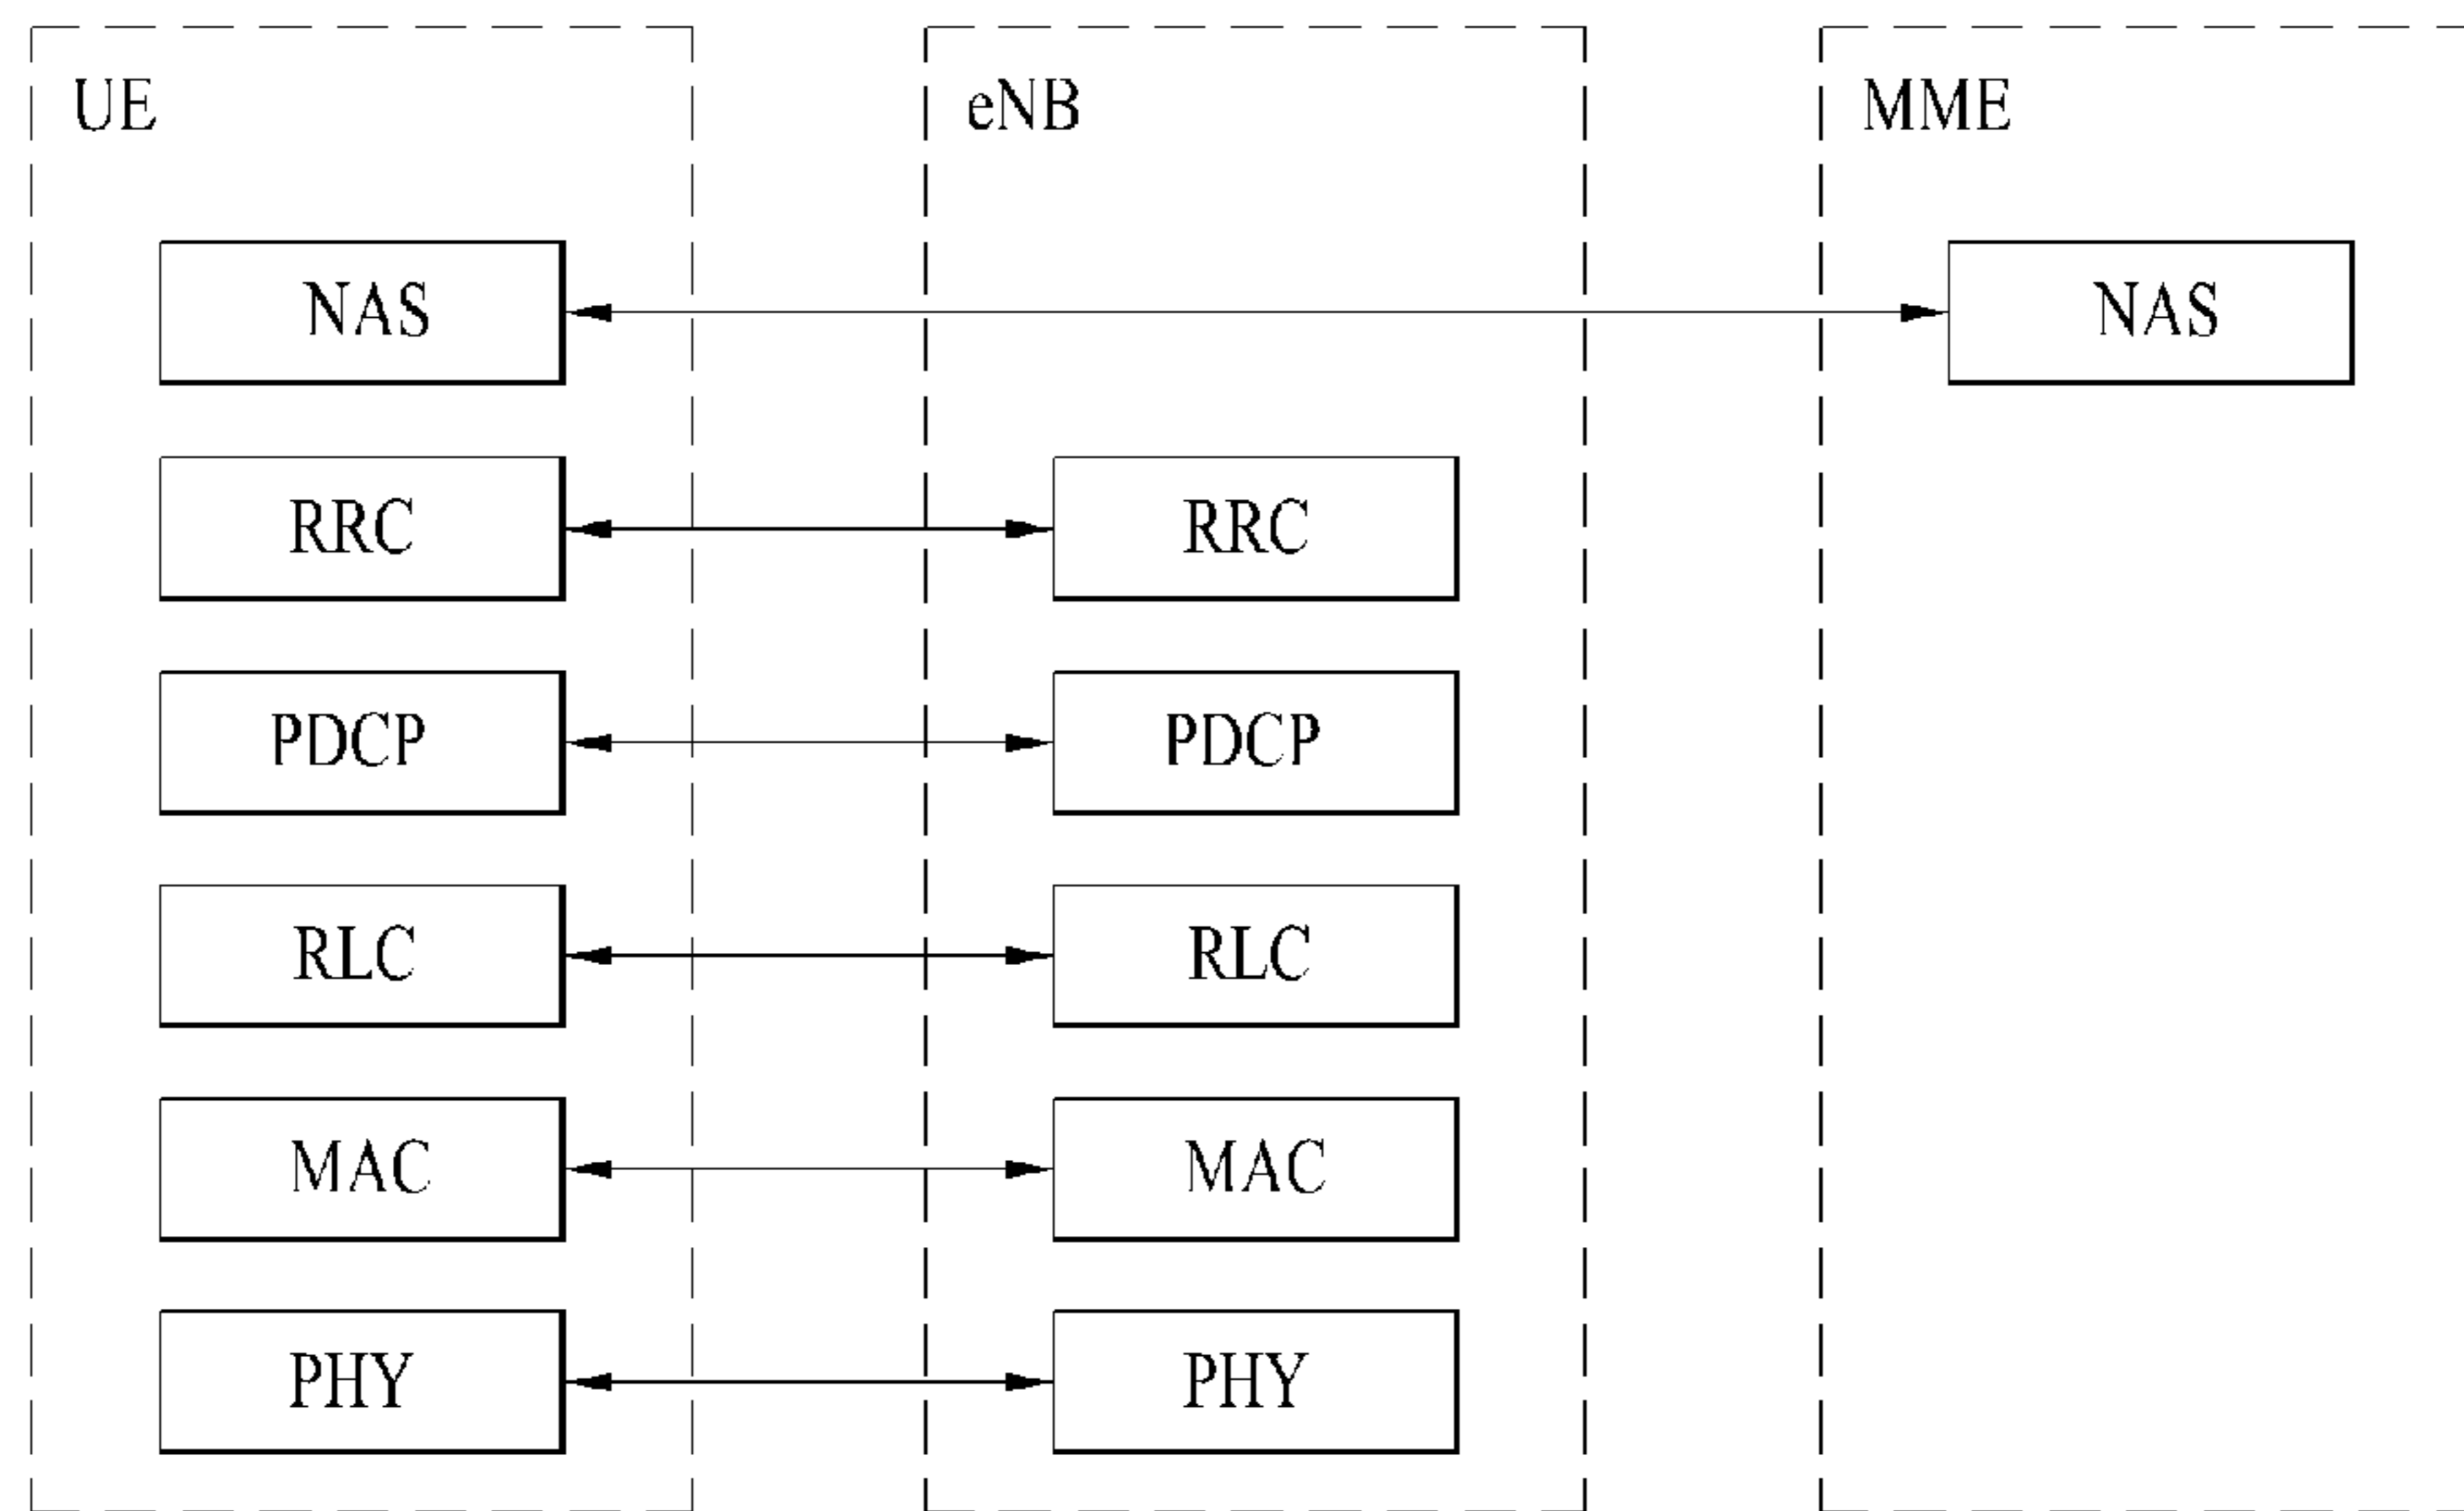 UE eNB MME
NAS NAS
RRC RRC
PDCP PDCP
RLC RLC
MAC MAC
PHY PHY